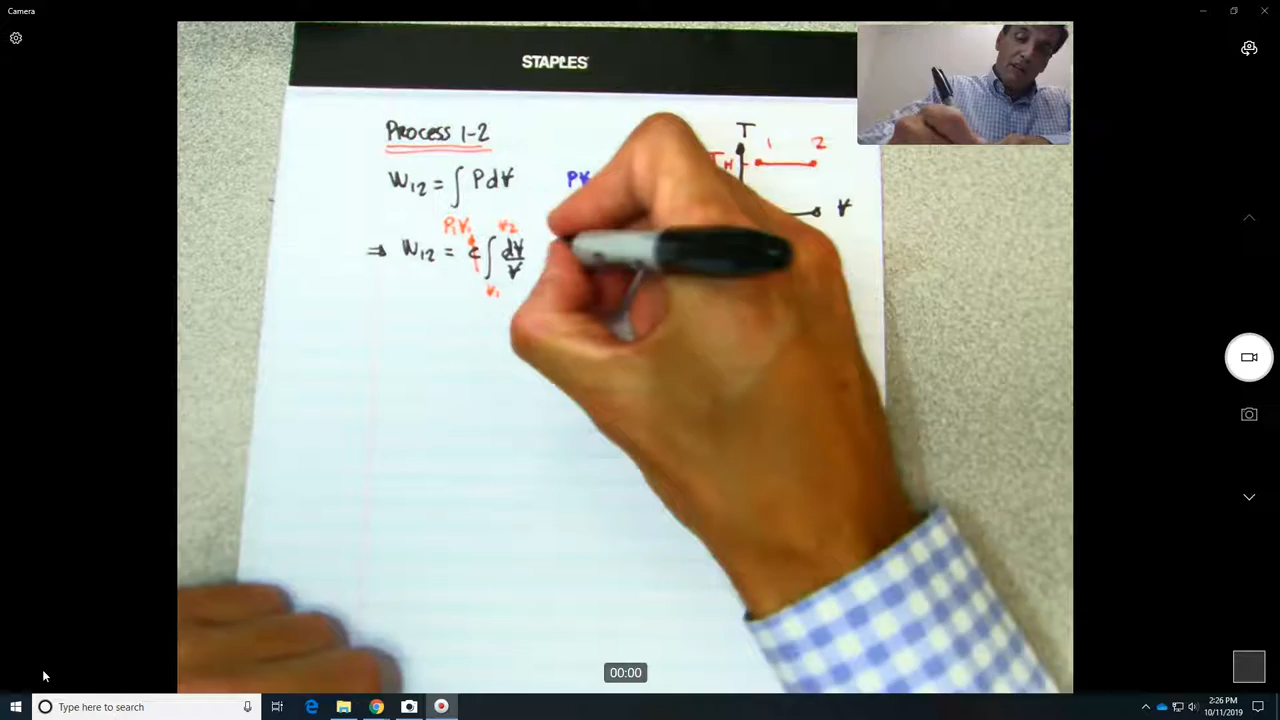 Camera
STAPLES
Process 1-2
W₁₂ = ∫ P dV
PV
⇒ W₁₂ = c ∫ dV/V
P₁V₁
V₂
V₁
T
T_H
1
2
V
00:00
Type here to search
2:26 PM
10/11/2019